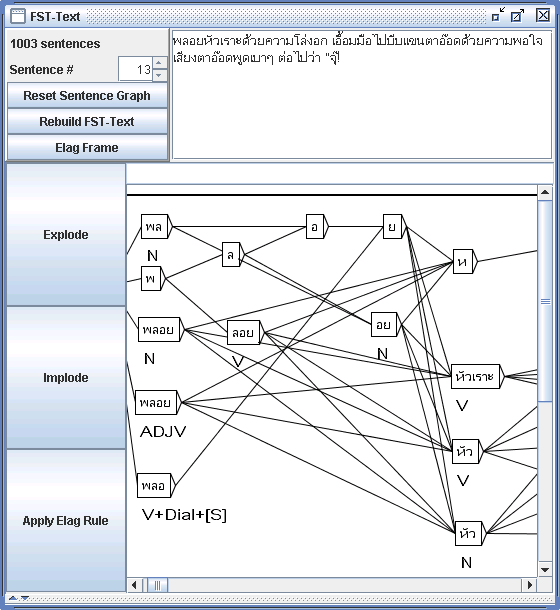 FST-Text
1003 sentences
Sentence #
13
Reset Sentence Graph
Rebuild FST-Text
Elag Frame
พลอยหัวเราะด้วยความโล่งอก เอื้อมมือไปบีบแขนตาอ๊อดด้วยความพอใจ
เสียงตาอ๊อดพูดเบาๆ ต่อไปว่า "จุ๊!
Explode
Implode
Apply Elag Rule
พล
N
อ
ย
ล
ห
พ
พลอย
N
ลอย
V
อย
N
หัวเราะ
V
พลอย
ADJV
หัว
V
พลอ
V+Dial+[S]
หัว
N